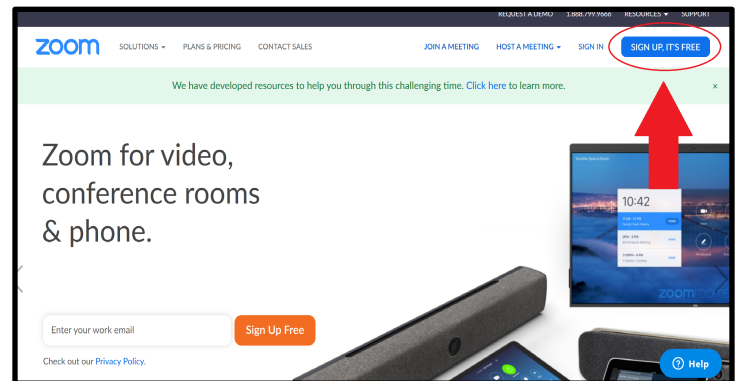 REQUEST A DEMO 1.888.799.9666 RESOURCES SUPPORT
zoom SOLUTIONS PLANS & PRICING CONTACT SALES JOIN A MEETING HOST A MEETING SIGN IN SIGN UP, IT'S FREE
We have developed resources to help you through this challenging time. Click here to learn more. ×
Zoom for video,
conference rooms
& phone.
10:42
zoom
Enter your work email Sign Up Free
Check out our Privacy Policy.
Help